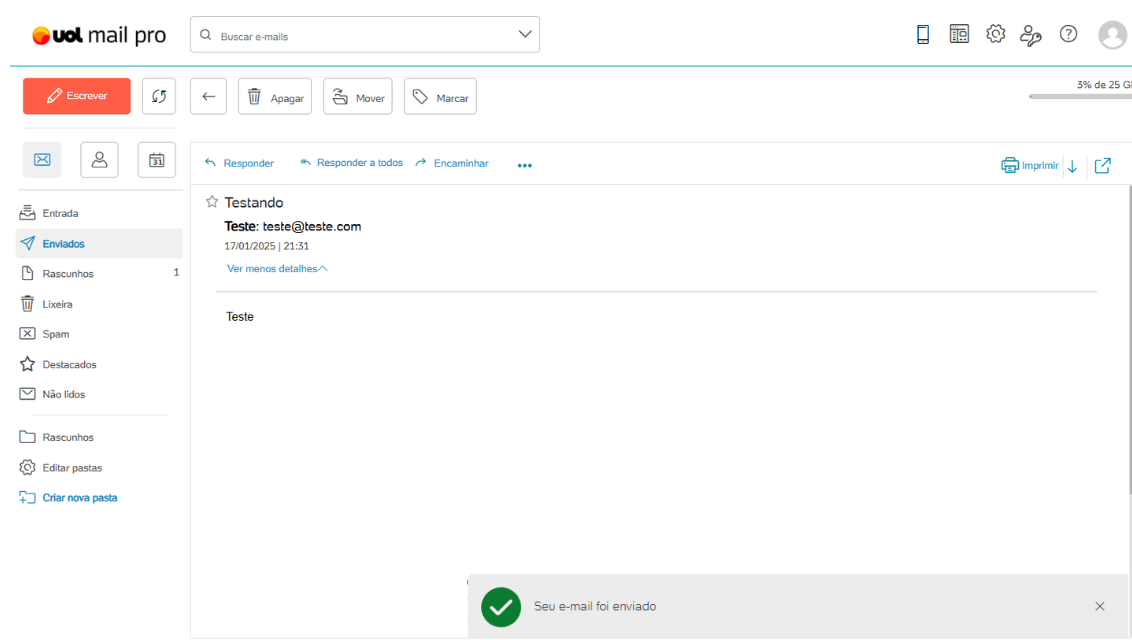 uol mail pro
Buscar e-mails
Escrever
Apagar
Mover
Marcar
3% de 25 G
31
Responder
Responder a todos
Encaminhar
Imprimir
Entrada
Enviados
Rascunhos 1
Lixeira
Spam
Destacados
Não lidos
Rascunhos
Editar pastas
Criar nova pasta
Testando
Teste: teste@teste.com
17/01/2025 | 21:31
Ver menos detalhes
Teste
Seu e-mail foi enviado